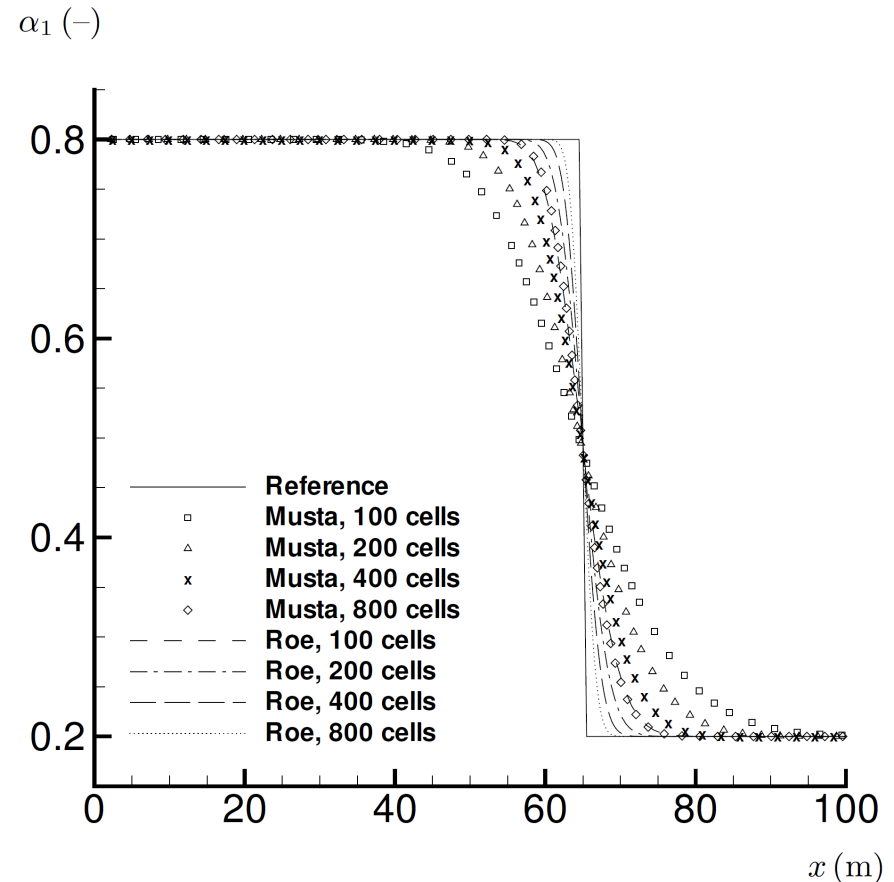 α₁ (–)
0.8
0.6
0.4
0.2
Reference
Musta, 100 cells
Musta, 200 cells
Musta, 400 cells
Musta, 800 cells
Roe, 100 cells
Roe, 200 cells
Roe, 400 cells
Roe, 800 cells
0 20 40 60 80 100
x (m)